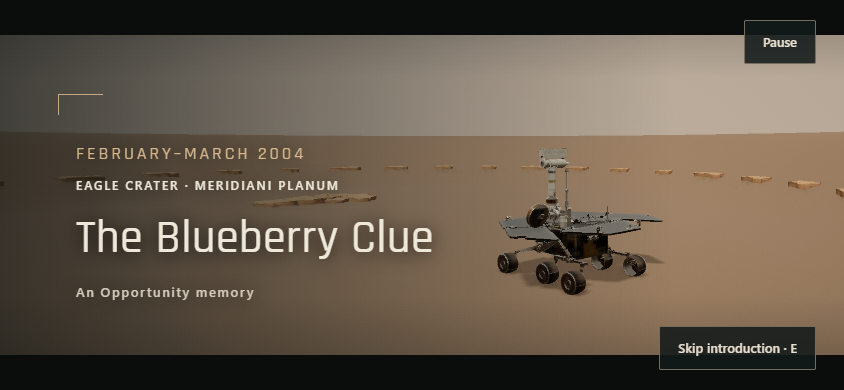 Pause
FEBRUARY–MARCH 2004
EAGLE CRATER · MERIDIANI PLANUM
The Blueberry Clue
An Opportunity memory
Skip introduction · E